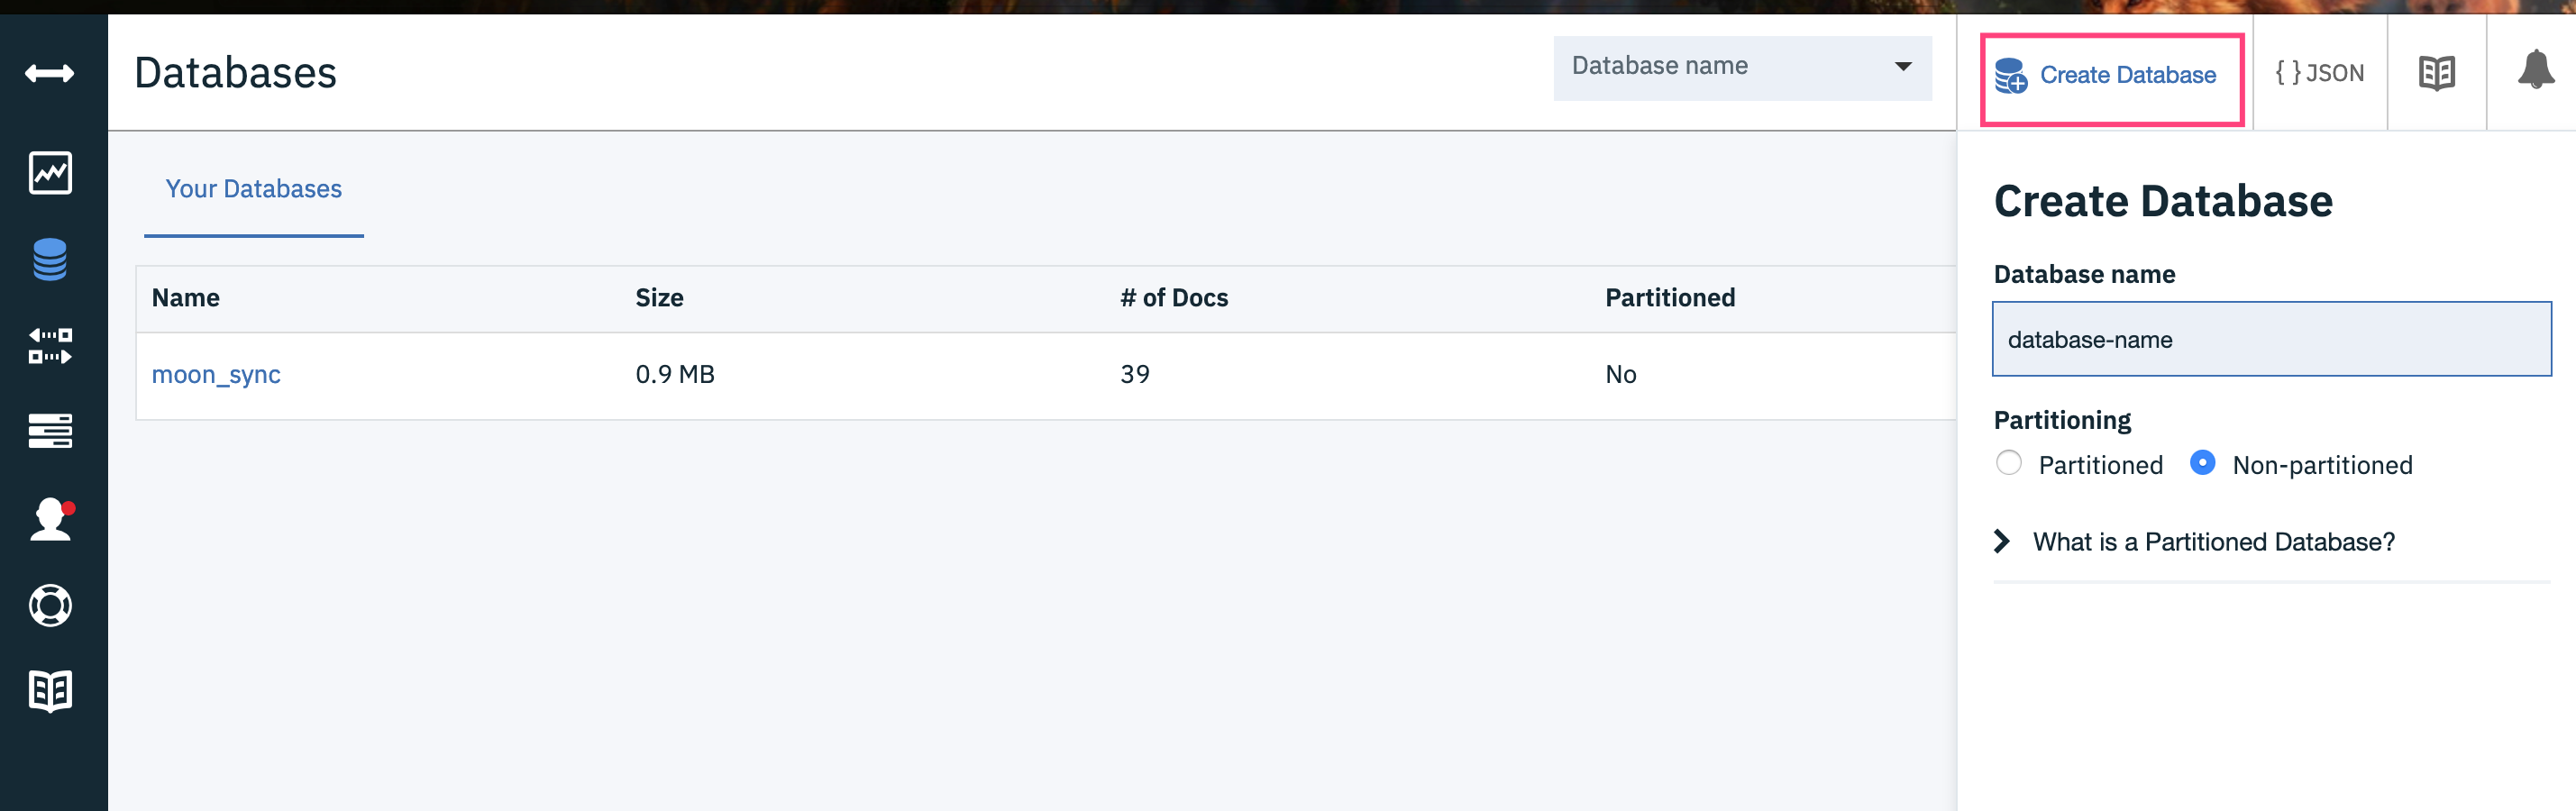 Databases
Database name
Create Database
{ } JSON
Your Databases
Name Size # of Docs Partitioned
moon_sync 0.9 MB 39 No
Create Database
Database name
database-name
Partitioning
Partitioned Non-partitioned
What is a Partitioned Database?